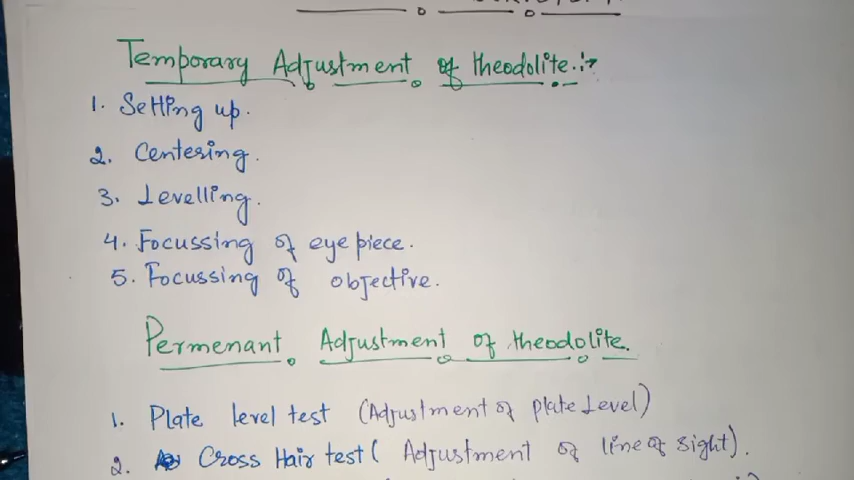 Temporary Adjustment of theodolite :-
1. Setting up.
2. Centering.
3. Levelling.
4. Focussing of eye piece.
5. Focussing of objective.
Permenant Adjustment of theodolite.
1. Plate level test (Adjustment of plate Level)
2. Cross Hair test ( Adjustment of line of sight).